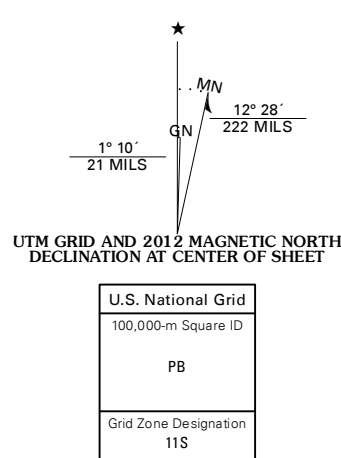 ★
MN
GN
12° 28´
222 MILS
1° 10´
21 MILS
UTM GRID AND 2012 MAGNETIC NORTH
DECLINATION AT CENTER OF SHEET
U.S. National Grid
100,000-m Square ID
PB
Grid Zone Designation
11S